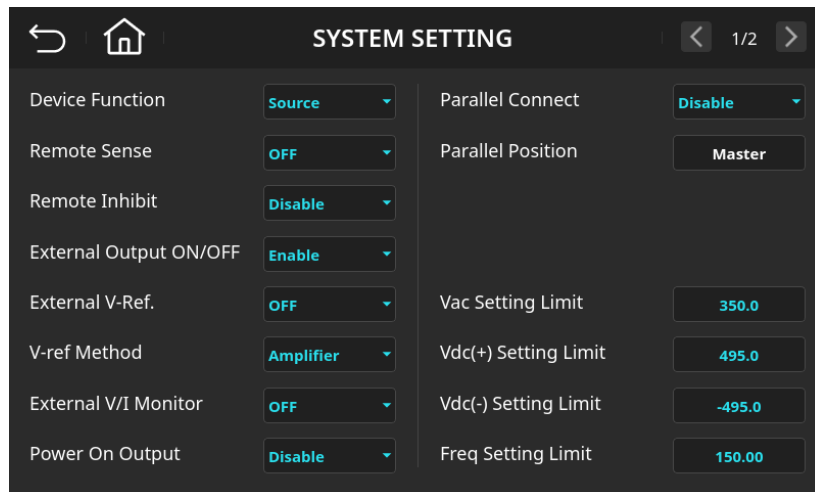 SYSTEM SETTING
1/2
Device Function Source
Remote Sense OFF
Remote Inhibit Disable
External Output ON/OFF Enable
External V-Ref. OFF
V-ref Method Amplifier
External V/I Monitor OFF
Power On Output Disable
Parallel Connect Disable
Parallel Position Master
Vac Setting Limit 350.0
Vdc(+) Setting Limit 495.0
Vdc(-) Setting Limit -495.0
Freq Setting Limit 150.00